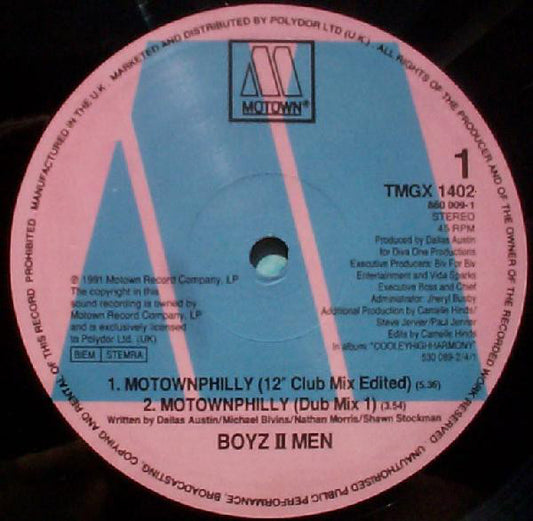 MANUFACTURED IN THE U.K. MARKETED AND DISTRIBUTED BY POLYDOR LTD (U.K.). ALL RIGHTS OF THE PRODUCER AND OF THE OWNER OF THE RECORDED WORK RESERVED. UNAUTHORISED PUBLIC PERFORMANCE, BROADCASTING, COPYING AND RENTAL OF THIS RECORD PROHIBITED.
MOTOWN®
1
TMGX 1402
860 009-1
STEREO
45 RPM
Produced by Dallas Austin
for Diva One Productions
Executive Producers: Biv For Biv
Entertainment and Vida Sparks
Executive Boss and Chief
Administrator: Jheryl Busby
Additional Production by Camelle Hinds/
Steve Jervier/Paul Jervier
Edits by Camelle Hinds
In album: "COOLEYHIGHHARMONY"
530 089-2/4/1
℗ 1991 Motown Record Company, LP
The copyright in this
sound recording is owned by
Motown Record Company, LP
and is exclusively licensed
to Polydor Ltd. (UK)
BIEM STEMRA
1. MOTOWNPHILLY (12" Club Mix Edited) (5.36)
2. MOTOWNPHILLY (Dub Mix 1) (3.54)
Written by Dallas Austin/Michael Bivins/Nathan Morris/Shawn Stockman
BOYZ II MEN